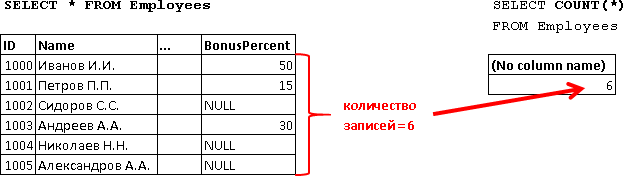 SELECT * FROM Employees
ID Name ... BonusPercent
1000 Иванов И.И. 50
1001 Петров П.П. 15
1002 Сидоров С.С. NULL
1003 Андреев А.А. 30
1004 Николаев Н.Н. NULL
1005 Александров А.А. NULL
количество
записей=6
SELECT COUNT(*)
FROM Employees
(No column name)
6